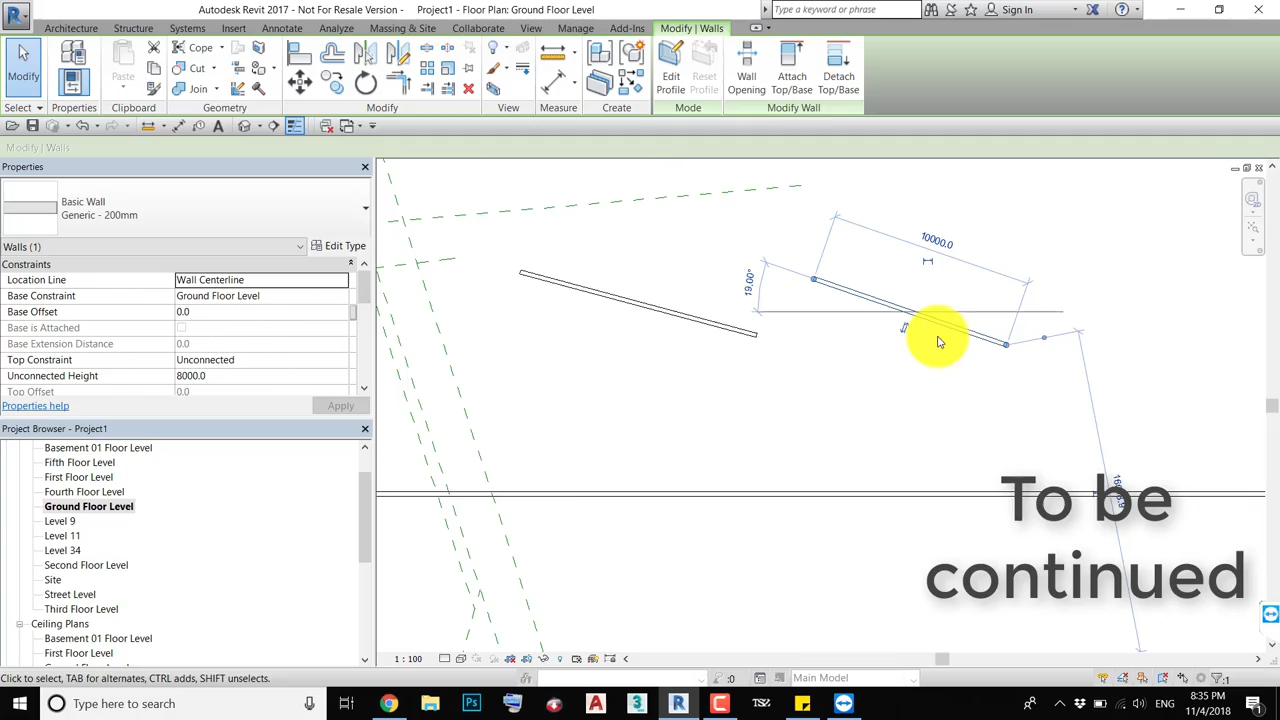 Autodesk Revit 2017 - Not For Resale Version - Project1 - Floor Plan: Ground Floor Level
Type a keyword or phrase
Sign In
Architecture Structure Systems Insert Annotate Analyze Massing & Site Collaborate View Manage Add-Ins Modify | Walls
Modify
Properties
Paste
Cope
Cut
Join
Edit Profile
Reset Profile
Wall Opening
Attach Top/Base
Detach Top/Base
Select Properties Clipboard Geometry Modify View Measure Create Mode Modify Wall
Modify | Walls
Properties
Basic Wall
Generic - 200mm
Walls (1)
Edit Type
Constraints
Location Line Wall Centerline
Base Constraint Ground Floor Level
Base Offset 0.0
Base is Attached
Base Extension Distance 0.0
Top Constraint Unconnected
Unconnected Height 8000.0
Top Offset 0.0
Properties help
Apply
Project Browser - Project1
Basement 01 Floor Level
Fifth Floor Level
First Floor Level
Fourth Floor Level
Ground Floor Level
Level 9
Level 11
Level 34
Second Floor Level
Site
Street Level
Third Floor Level
Ceiling Plans
Basement 01 Floor Level
10000.0
19.00°
To be
continued
1 : 100
Click to select, TAB for alternates, CTRL adds, SHIFT unselects.
:0
Main Model
:1
Type here to search
ENG
8:35 PM
11/4/2018